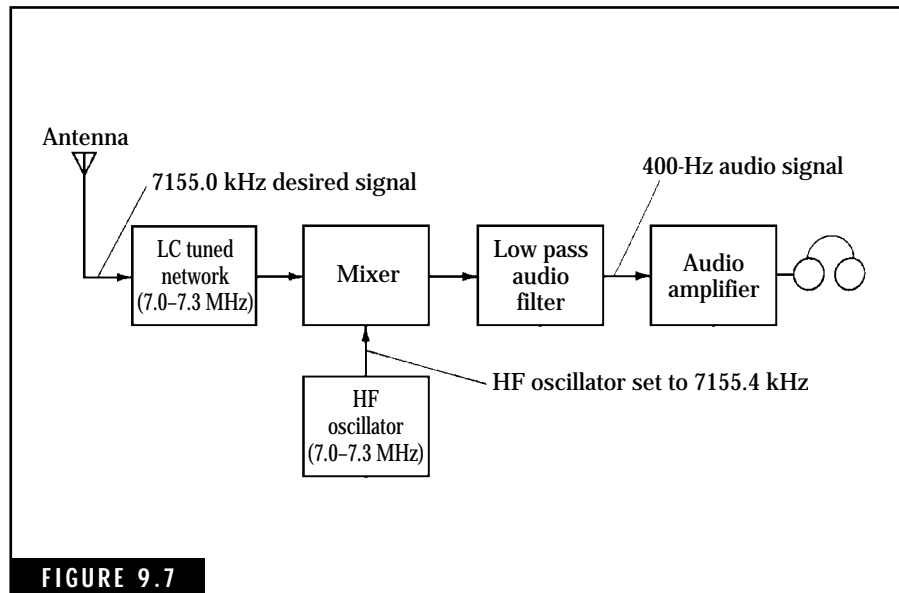 Antenna
7155.0 kHz desired signal
400-Hz audio signal
LC tuned
network
(7.0–7.3 MHz)
Mixer
Low pass
audio
filter
Audio
amplifier
HF oscillator set to 7155.4 kHz
HF
oscillator
(7.0–7.3 MHz)
FIGURE 9.7